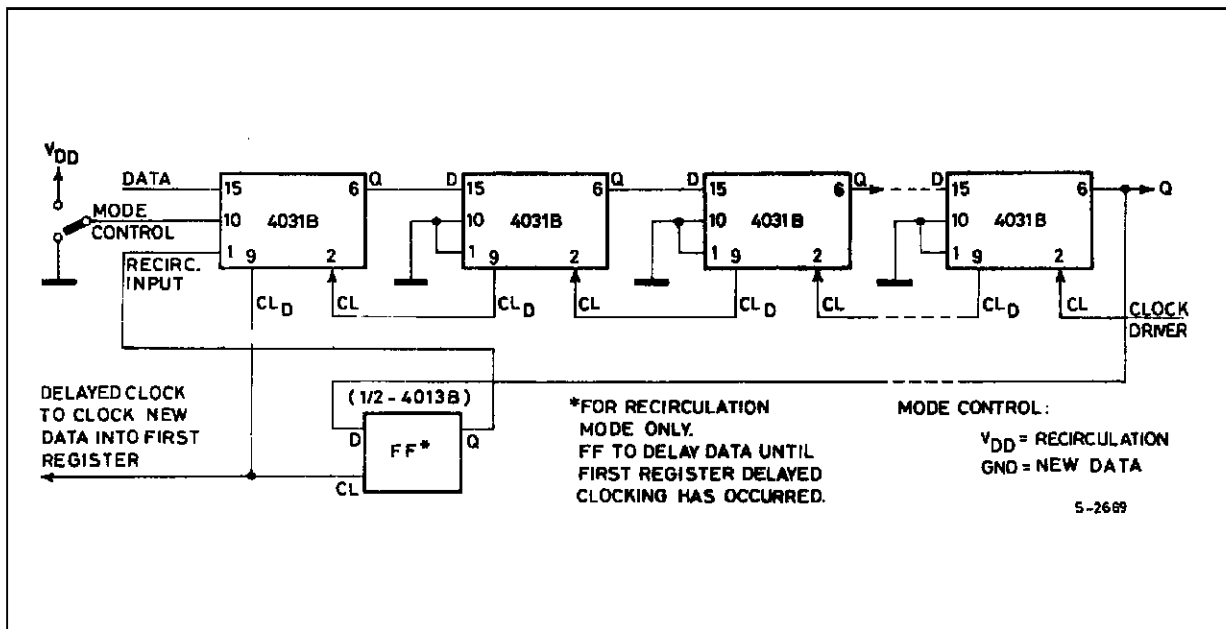 VDD
DATA
MODE
CONTROL
RECIRC.
INPUT
15 6 Q
10 4031B
1 9 2
CLD CL
D 15 6 Q
10 4031B
1 9 2
CLD CL
D 15 6 Q
10 4031B
1 9 2
CLD CL
D 15 6 Q
10 4031B
1 9 2
CLD CL
CLOCK
DRIVER
DELAYED CLOCK
TO CLOCK NEW
DATA INTO FIRST
REGISTER
(1/2-4013B)
D Q
FF*
CL
*FOR RECIRCULATION
MODE ONLY.
FF TO DELAY DATA UNTIL
FIRST REGISTER DELAYED
CLOCKING HAS OCCURRED.
MODE CONTROL:
VDD = RECIRCULATION
GND = NEW DATA
S-2669